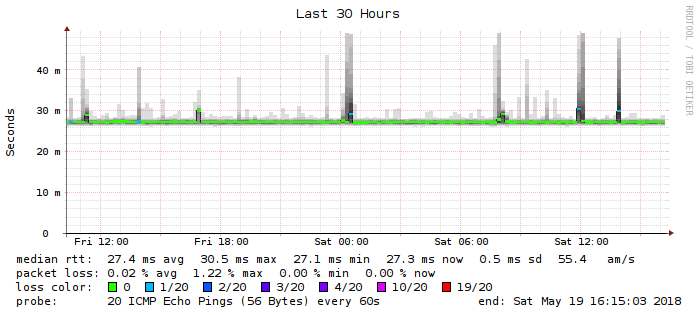 Last 30 Hours
RRDTOOL / TOBI OETIKER
Seconds
40 m
30 m
20 m
10 m
0
Fri 12:00 Fri 18:00 Sat 00:00 Sat 06:00 Sat 12:00
median rtt: 27.4 ms avg 30.5 ms max 27.1 ms min 27.3 ms now 0.5 ms sd 55.4 am/s
packet loss: 0.02 % avg 1.22 % max 0.00 % min 0.00 % now
loss color: 0 1/20 2/20 3/20 4/20 10/20 19/20
probe: 20 ICMP Echo Pings (56 Bytes) every 60s end: Sat May 19 16:15:03 2018